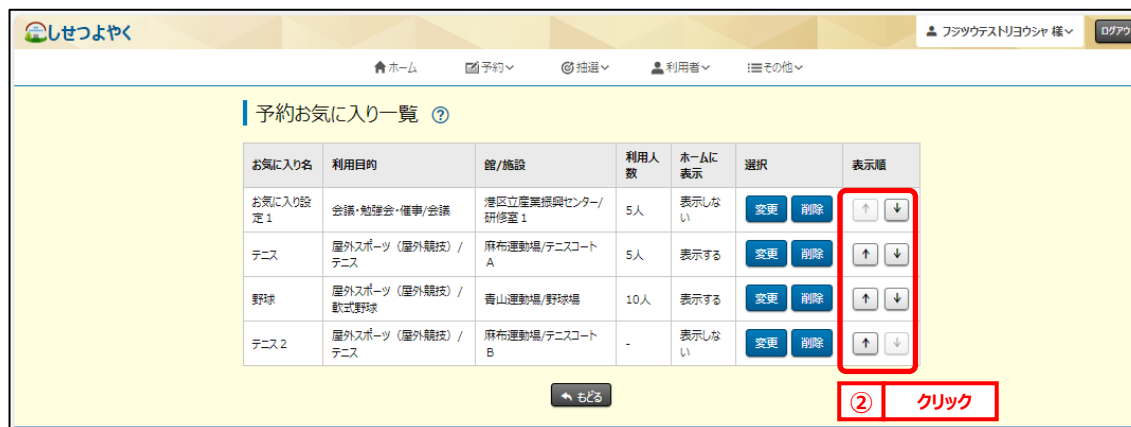 しせつよやく
フジツウテストリヨウシャ 様
ログアウ
ホーム 予約 抽選 利用者 その他
予約お気に入り一覧 ?
お気に入り名 利用目的 館/施設 利用人数 ホームに表示 選択 表示順
お気に入り設定1 会議・勉強会・催事/会議 港区立産業振興センター/研修室1 5人 表示しない 変更 削除 ↑ ↓
テニス 屋外スポーツ（屋外競技）/テニス 麻布運動場/テニスコートA 5人 表示する 変更 削除 ↑ ↓
野球 屋外スポーツ（屋外競技）/軟式野球 青山運動場/野球場 10人 表示する 変更 削除 ↑ ↓
テニス2 屋外スポーツ（屋外競技）/テニス 麻布運動場/テニスコートB - 表示しない 変更 削除 ↑ ↓
もどる
② クリック